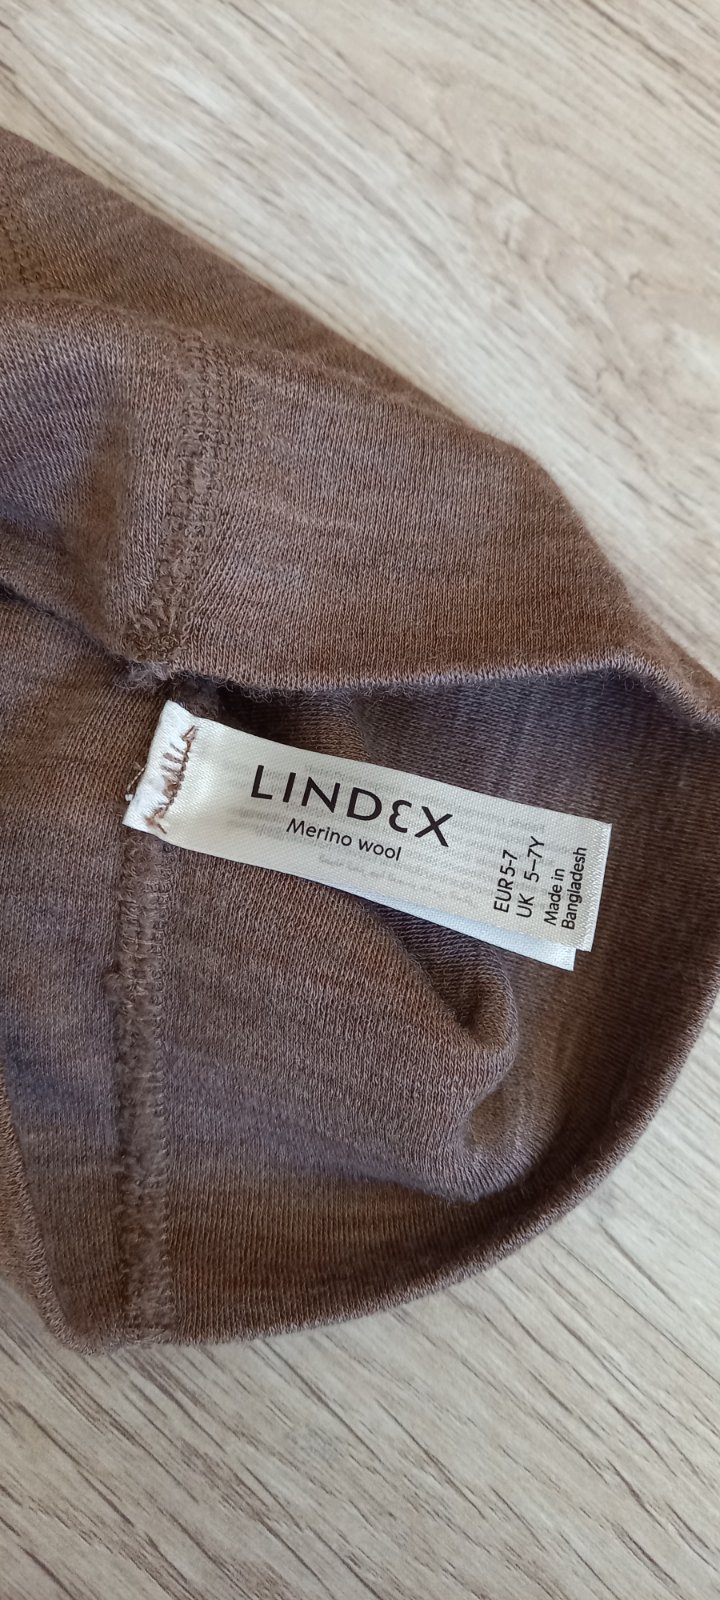 LINDEX
Merino wool
EUR 5-7
UK 5–7Y
Made in
Bangladesh